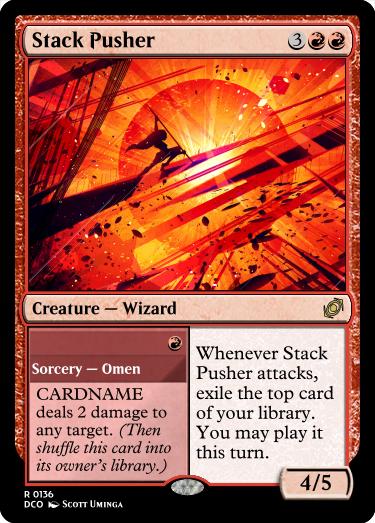 Stack Pusher 3
Creature — Wizard
Sorcery — Omen
CARDNAME
deals 2 damage to
any target. (Then
shuffle this card into
its owner's library.)
Whenever Stack
Pusher attacks,
exile the top card
of your library.
You may play it
this turn.
4/5
R 0136
DCO Scott Uminga